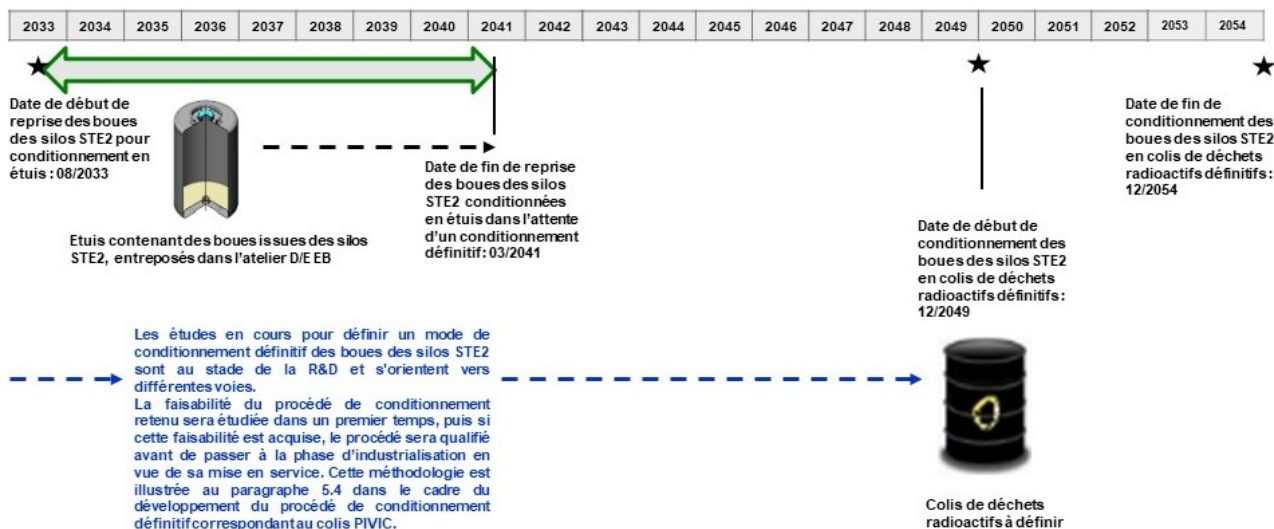 2033 2034 2035 2036 2037 2038 2039 2040 2041 2042 2043 2044 2045 2046 2047 2048 2049 2050 2051 2052 2053 2054
Date de début de
reprise des boues
des silos STE2 pour
conditionnement en
étuis : 08/2033
Etuis contenant des boues issues des silos
STE2, entreposés dans l'atelier D/E EB
Date de fin de reprise
des boues des silos
STE2 conditionnées
en étuis dans l'attente
d'un conditionnement
définitif : 03/2041
Date de début de
conditionnement des
boues des silos STE2
en colis de déchets
radioactifs définitifs :
12/2049
Date de fin de
conditionnement des
boues des silos STE2
en colis de déchets
radioactifs définitifs :
12/2054
Les études en cours pour définir un mode de
conditionnement définitif des boues des silos STE2
sont au stade de la R&D et s'orientent vers
différentes voies.
La faisabilité du procédé de conditionnement
retenu sera étudiée dans un premier temps, puis si
cette faisabilité est acquise, le procédé sera qualifié
avant de passer à la phase d'industrialisation en
vue de sa mise en service. Cette méthodologie est
illustrée au paragraphe 5.4 dans le cadre du
développement du procédé de conditionnement
définitif correspondant au colis PIVIC.
Colis de déchets
radioactifs à définir